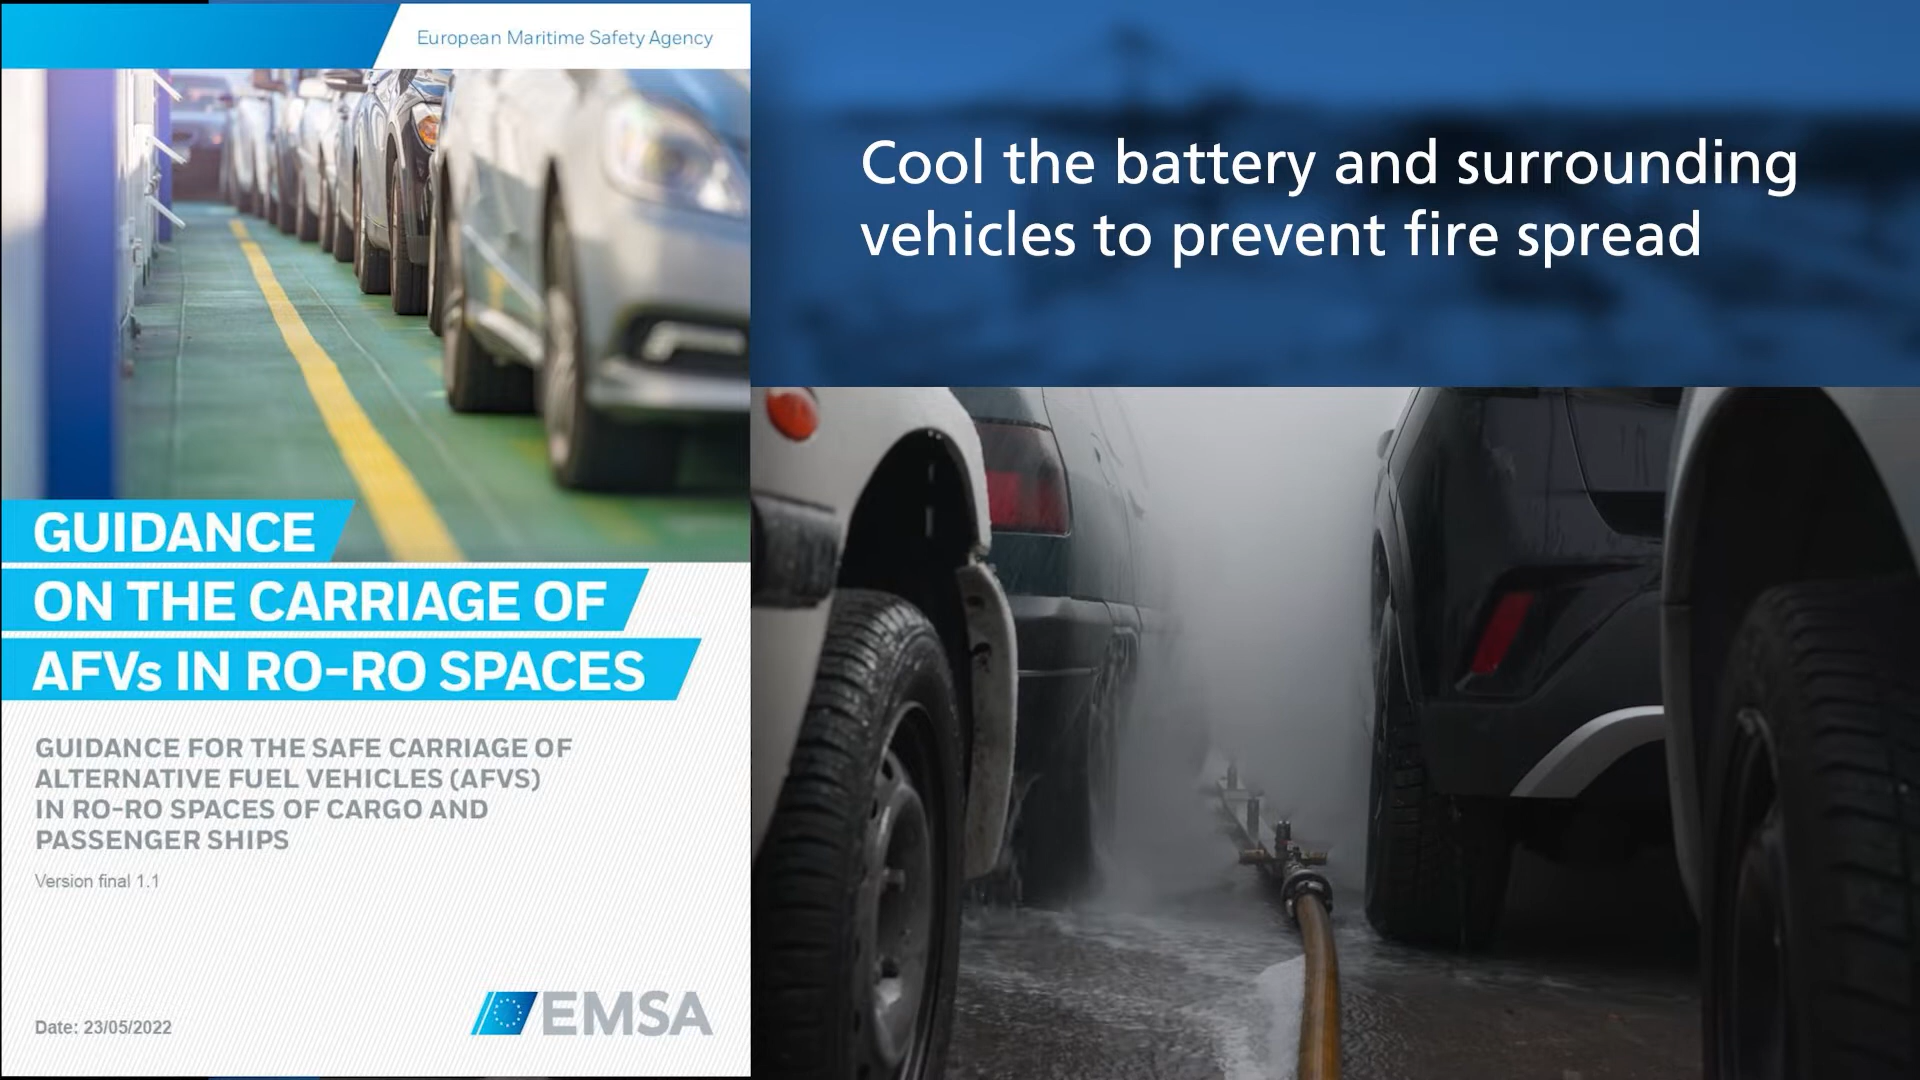 European Maritime Safety Agency
GUIDANCE
ON THE CARRIAGE OF
AFVs IN RO-RO SPACES
GUIDANCE FOR THE SAFE CARRIAGE OF
ALTERNATIVE FUEL VEHICLES (AFVS)
IN RO-RO SPACES OF CARGO AND
PASSENGER SHIPS
Version final 1.1
Date: 23/05/2022
EMSA
Cool the battery and surrounding
vehicles to prevent fire spread